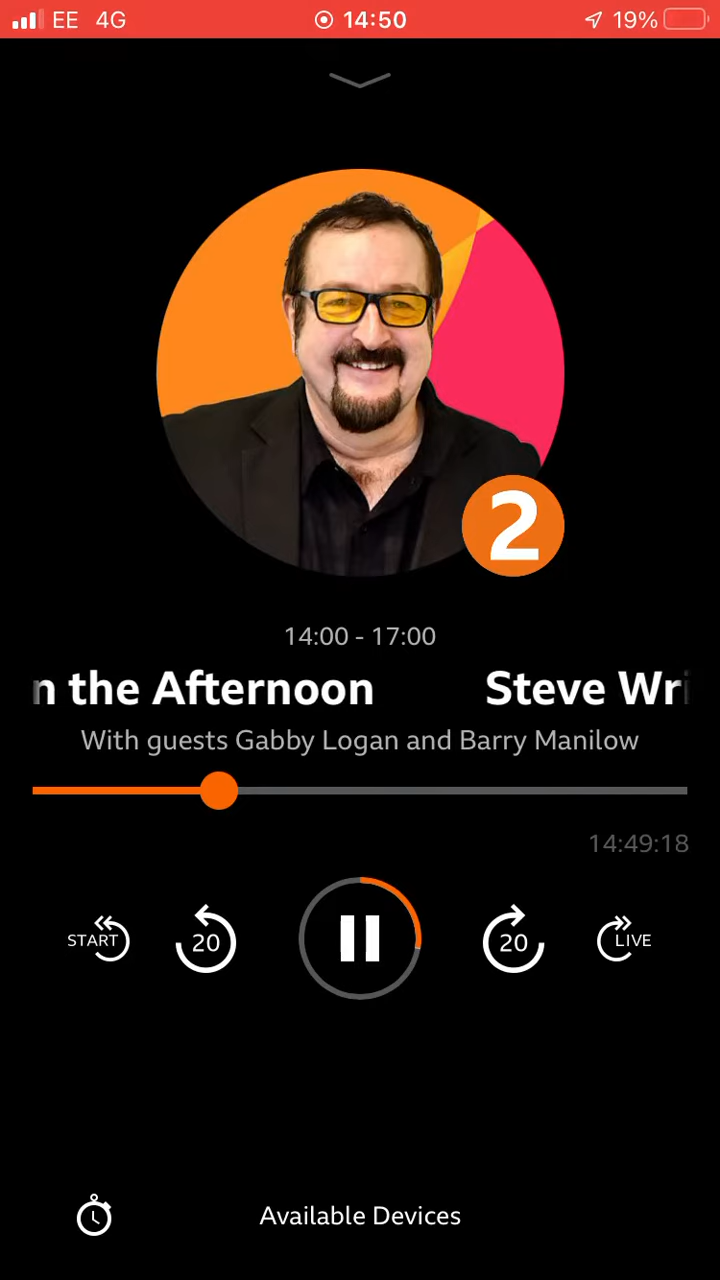 EE 4G 14:50 19%
2
14:00 - 17:00
n the Afternoon Steve Wri
With guests Gabby Logan and Barry Manilow
14:49:18
START 20 20 LIVE
Available Devices